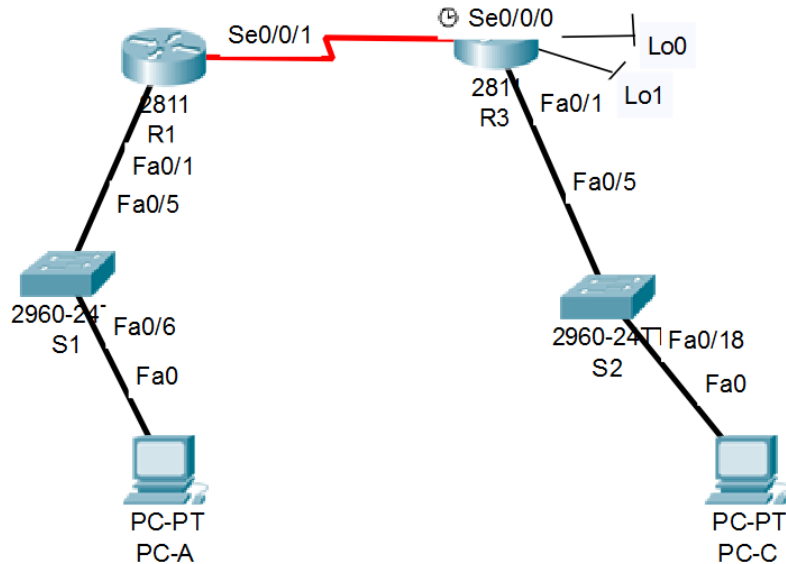 Se0/0/1
Se0/0/0
Lo0
Lo1
2811
R1
R3
Fa0/1
Fa0/1
Fa0/5
Fa0/5
2960-24
S1
Fa0/6
Fa0
2960-24T
S2
Fa0/18
Fa0
PC-PT
PC-A
PC-PT
PC-C